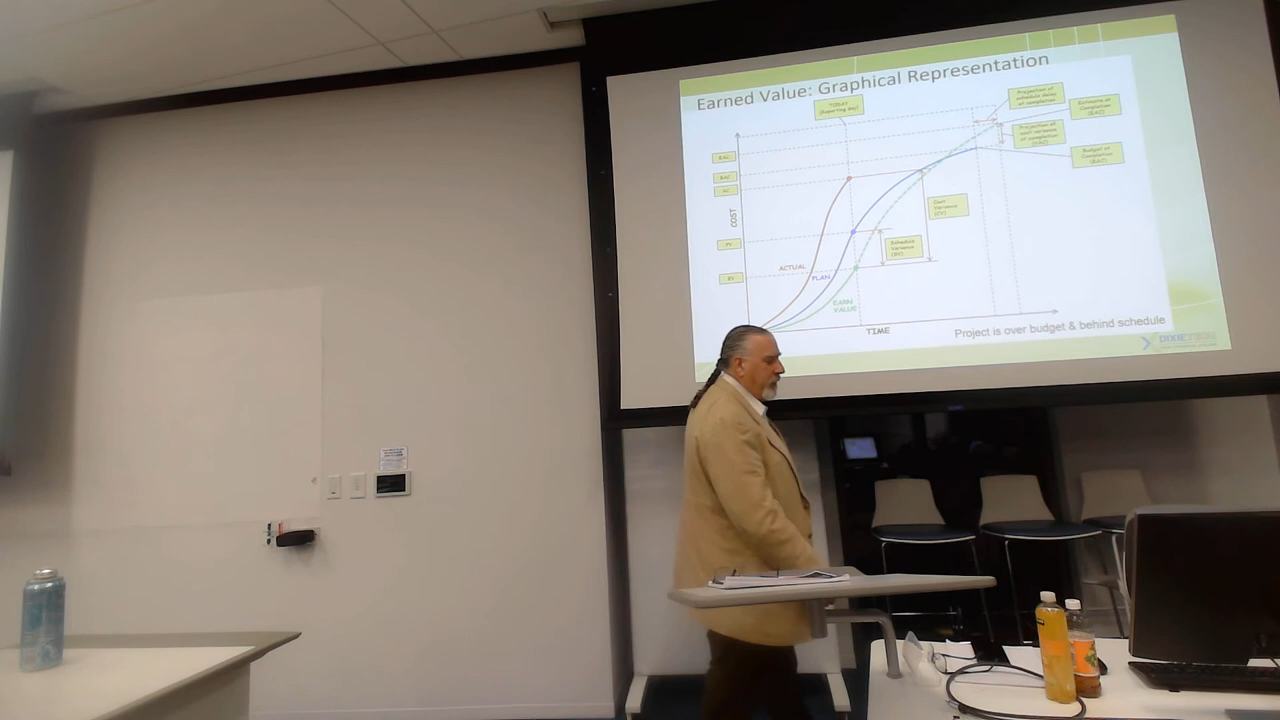 Earned Value: Graphical Representation
TODAY
(Reporting day)
Projection of
schedule delay
at completion
Estimate at
Completion
(EAC)
Projection of
cost variance
at completion
(VAC)
Budget at
Completion
(BAC)
EAC
BAC
AC
PV
EV
COST
Cost
Variance
(CV)
Schedule
Variance
(SV)
ACTUAL
PLAN
EARN
VALUE
TIME
Project is over budget & behind schedule